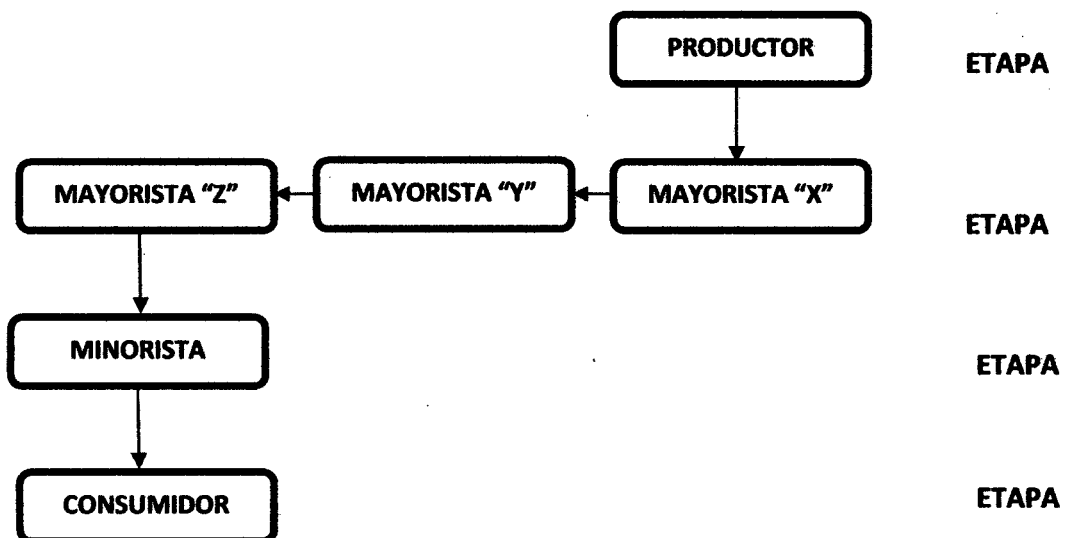 PRODUCTOR
ETAPA
MAYORISTA “Z” MAYORISTA “Y” MAYORISTA “X”
ETAPA
MINORISTA
ETAPA
CONSUMIDOR
ETAPA